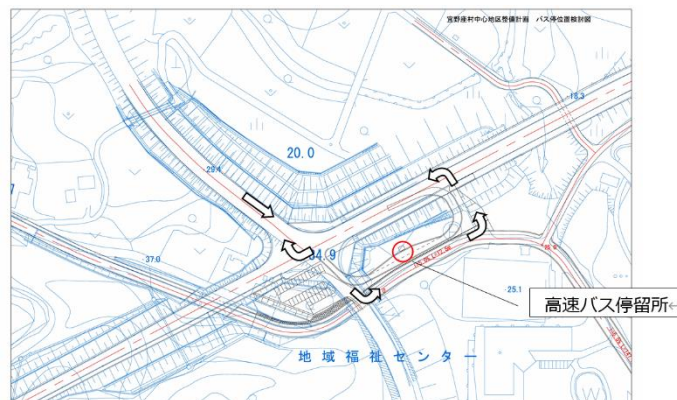 宜野座村中心地区整備計画 バス停位置検討図
18.3
20.0
29.4
37.0
34.9
25.1
高速バス停留所
地域福祉センター